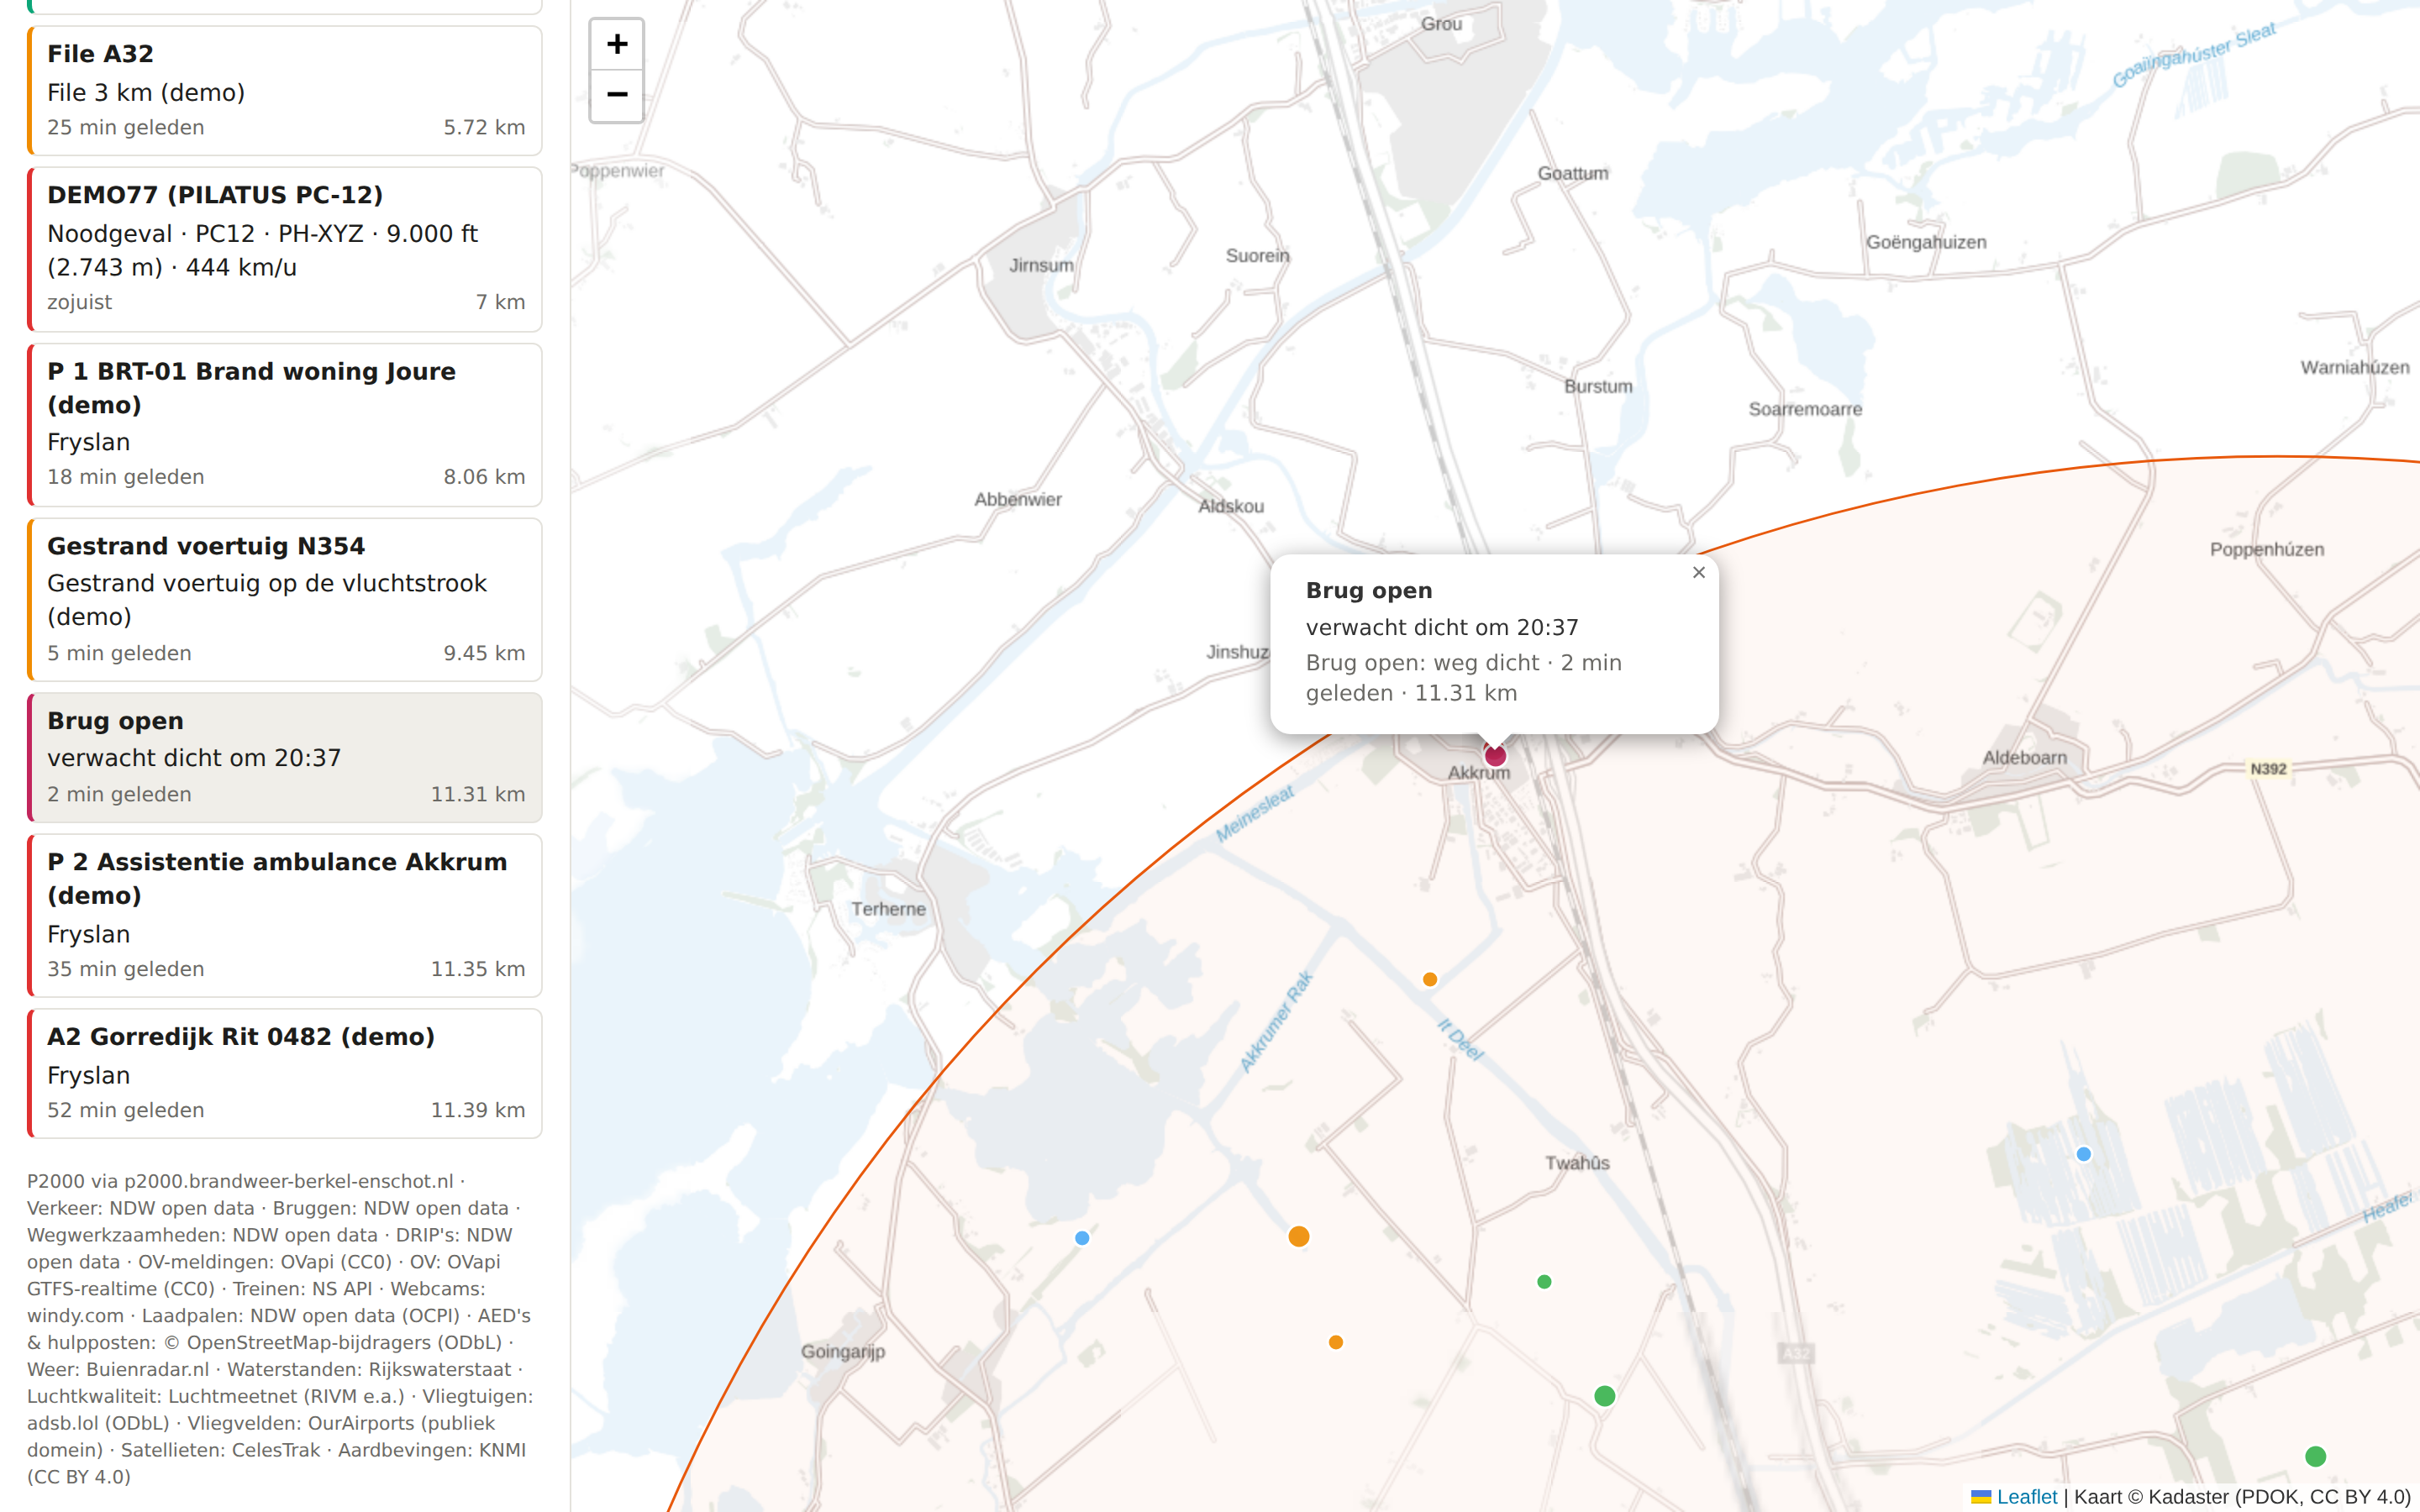 File A32
File 3 km (demo)
25 min geleden 5.72 km
DEMO77 (PILATUS PC-12)
Noodgeval · PC12 · PH-XYZ · 9.000 ft
(2.743 m) · 444 km/u
zojuist 7 km
P 1 BRT-01 Brand woning Joure
(demo)
Fryslan
18 min geleden 8.06 km
Gestrand voertuig N354
Gestrand voertuig op de vluchtstrook
(demo)
5 min geleden 9.45 km
Brug open
verwacht dicht om 20:37
2 min geleden 11.31 km
P 2 Assistentie ambulance Akkrum
(demo)
Fryslan
35 min geleden 11.35 km
A2 Gorredijk Rit 0482 (demo)
Fryslan
52 min geleden 11.39 km
P2000 via p2000.brandweer-berkel-enschot.nl ·
Verkeer: NDW open data · Bruggen: NDW open data ·
Wegwerkzaamheden: NDW open data · DRIP's: NDW
open data · OV-meldingen: OVapi (CC0) · OV: OVapi
GTFS-realtime (CC0) · Treinen: NS API · Webcams:
windy.com · Laadpalen: NDW open data (OCPI) · AED's
& hulpposten: © OpenStreetMap-bijdragers (ODbL) ·
Weer: Buienradar.nl · Waterstanden: Rijkswaterstaat ·
Luchtkwaliteit: Luchtmeetnet (RIVM e.a.) · Vliegtuigen:
adsb.lol (ODbL) · Vliegvelden: OurAirports (publiek
domein) · Satellieten: CelesTrak · Aardbevingen: KNMI
(CC BY 4.0)
+
−
Grou
Goaiïngahúster Sleat
Poppenwier
Goattum
Jirnsum
Suorein
Goëngahuizen
Burstum
Warniahúzen
Soarremoarre
Abbenwier
Aldskou
Poppenhúzen
Jinshuz
Brug open
×
verwacht dicht om 20:37
Brug open: weg dicht · 2 min
geleden · 11.31 km
Akkrum
Aldeboarn
N392
Meinesleat
Terherne
Akkrumer Rak
It Deel
Twahûs
Heafei
Goingarijp
A32
Leaflet | Kaart © Kadaster (PDOK, CC BY 4.0)